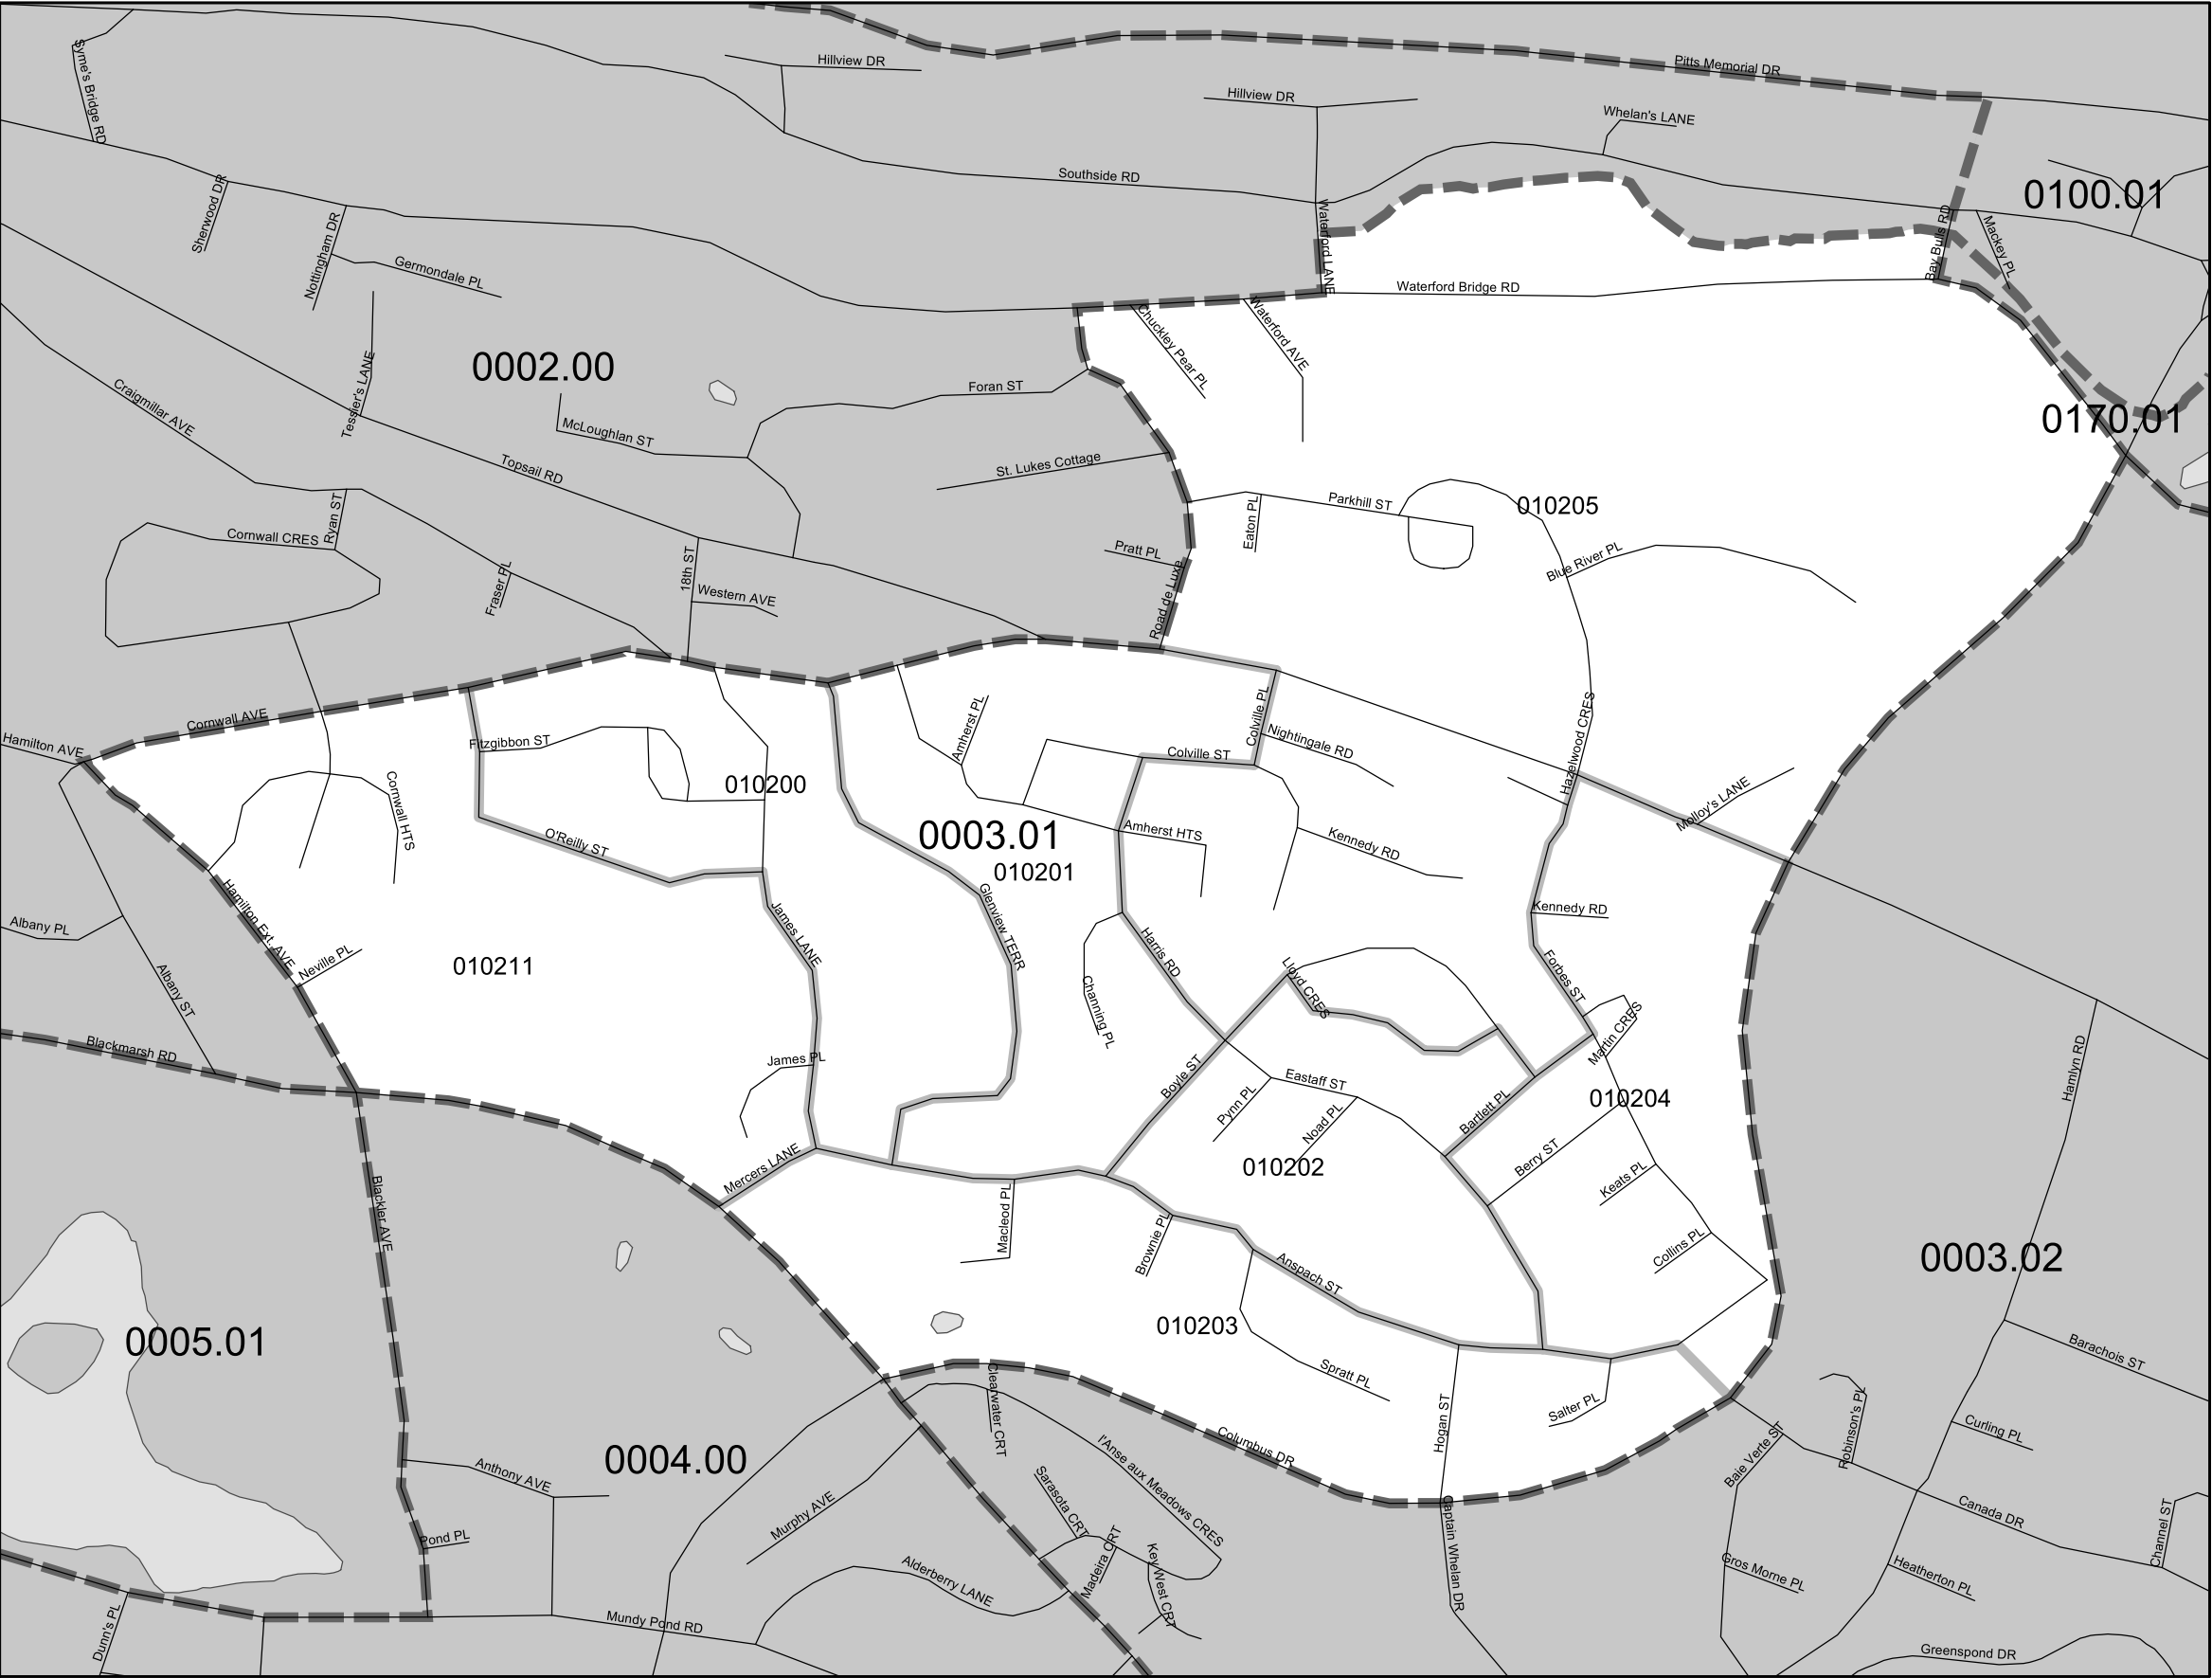 Pitts Memorial DR
Syme's Bridge RD
Hillview DR
Hillview DR
Whelan's LANE
Southside RD
0100.01
Sherwood DR
Nottingham DR
Germondale PL
Waterford LANE
Bay Bulls RD
Mackey PL
Waterford Bridge RD
Chuckley Pear PL
Waterford AVE
0002.00
Craigmillar AVE
Tessier's LANE
Foran ST
0170.01
McLoughlan ST
St. Lukes Cottage
Topsail RD
Parkhill ST
010205
Eaton PL
Ryan ST
Cornwall CRES
Pratt PL
Blue River PL
Fraser PL
18th ST
Western AVE
Road de Luxe
Cornwall AVE
Hamilton AVE
Fitzgibbon ST
Amherst PL
Colville PL
Colville ST
Nightingale RD
Hazelwood CRES
010200
Molloy's LANE
Cornwall HTS
O'Reilly ST
0003.01
010201
Amherst HTS
Kennedy RD
Hamilton Ext. AVE
Neville PL
Albany PL
Albany ST
010211
James LANE
Glenview TERR
Harris RD
Channing PL
Kennedy RD
Forbes ST
Lloyd CRES
Martin CRES
Blackmarsh RD
James PL
Boyle ST
Eastaff ST
Pynn PL
Noad PL
Bartlett PL
010204
Hamlyn RD
Berry ST
Keats PL
010202
Mercers LANE
Macleod PL
Brownie PL
Blackler AVE
Collins PL
0003.02
Anspach ST
010203
0005.01
Spratt PL
Barachois ST
Clearwater CRT
Hogan ST
Salter PL
Robinson's PL
Curling PL
Columbus DR
l'Anse aux Meadows CRES
Baie Verte ST
0004.00
Anthony AVE
Murphy AVE
Sarasota CRT
Canada DR
Channel ST
Pond PL
Madeira CRT
Key West CRT
Captain Whelan DR
Gros Morne PL
Heatherton PL
Alderberry LANE
Dunn's PL
Mundy Pond RD
Greenspond DR